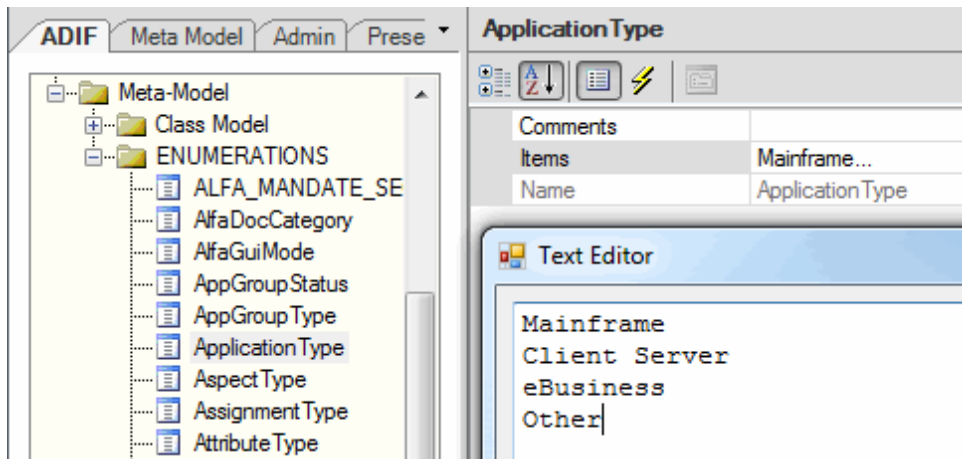 ADIF Meta Model Admin Prese
Meta-Model
Class Model
ENUMERATIONS
ALFA_MANDATE_SE
AlfaDocCategory
AlfaGuiMode
AppGroupStatus
AppGroupType
ApplicationType
AspectType
AssignmentType
AttributeType
ApplicationType
Comments
Items Mainframe...
Name ApplicationType
Text Editor
Mainframe
Client Server
eBusiness
Other